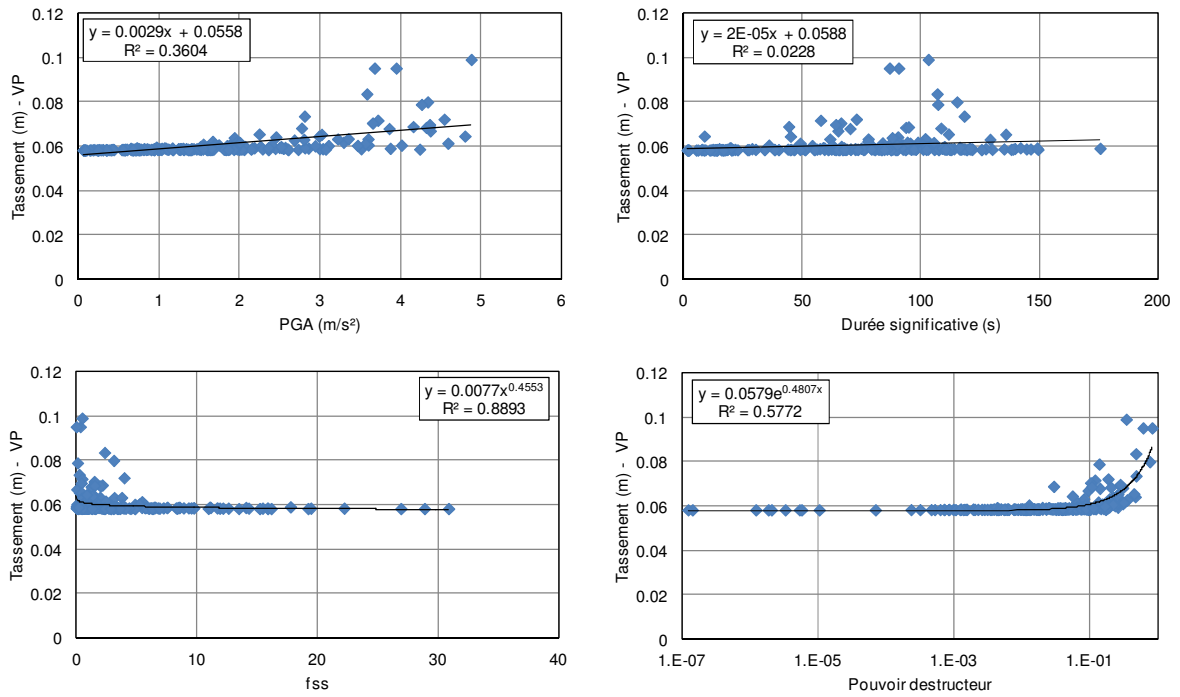 y = 0.0029x + 0.0558
R² = 0.3604
0.12
0.1
0.08
0.06
0.04
0.02
0
Tassement (m) - VP
0 1 2 3 4 5 6
PGA (m/s²)
y = 2E-05x + 0.0588
R² = 0.0228
0.12
0.1
0.08
0.06
0.04
0.02
0
Tassement (m) - VP
0 50 100 150 200
Durée significative (s)
y = 0.0077x^0.4553
R² = 0.8893
0.12
0.1
0.08
0.06
0.04
0.02
0
Tassement (m) - VP
0 10 20 30 40
fss
y = 0.0579e^0.4807x
R² = 0.5772
0.12
0.1
0.08
0.06
0.04
0.02
0
Tassement (m) - VP
1.E-07 1.E-05 1.E-03 1.E-01
Pouvoir destructeur